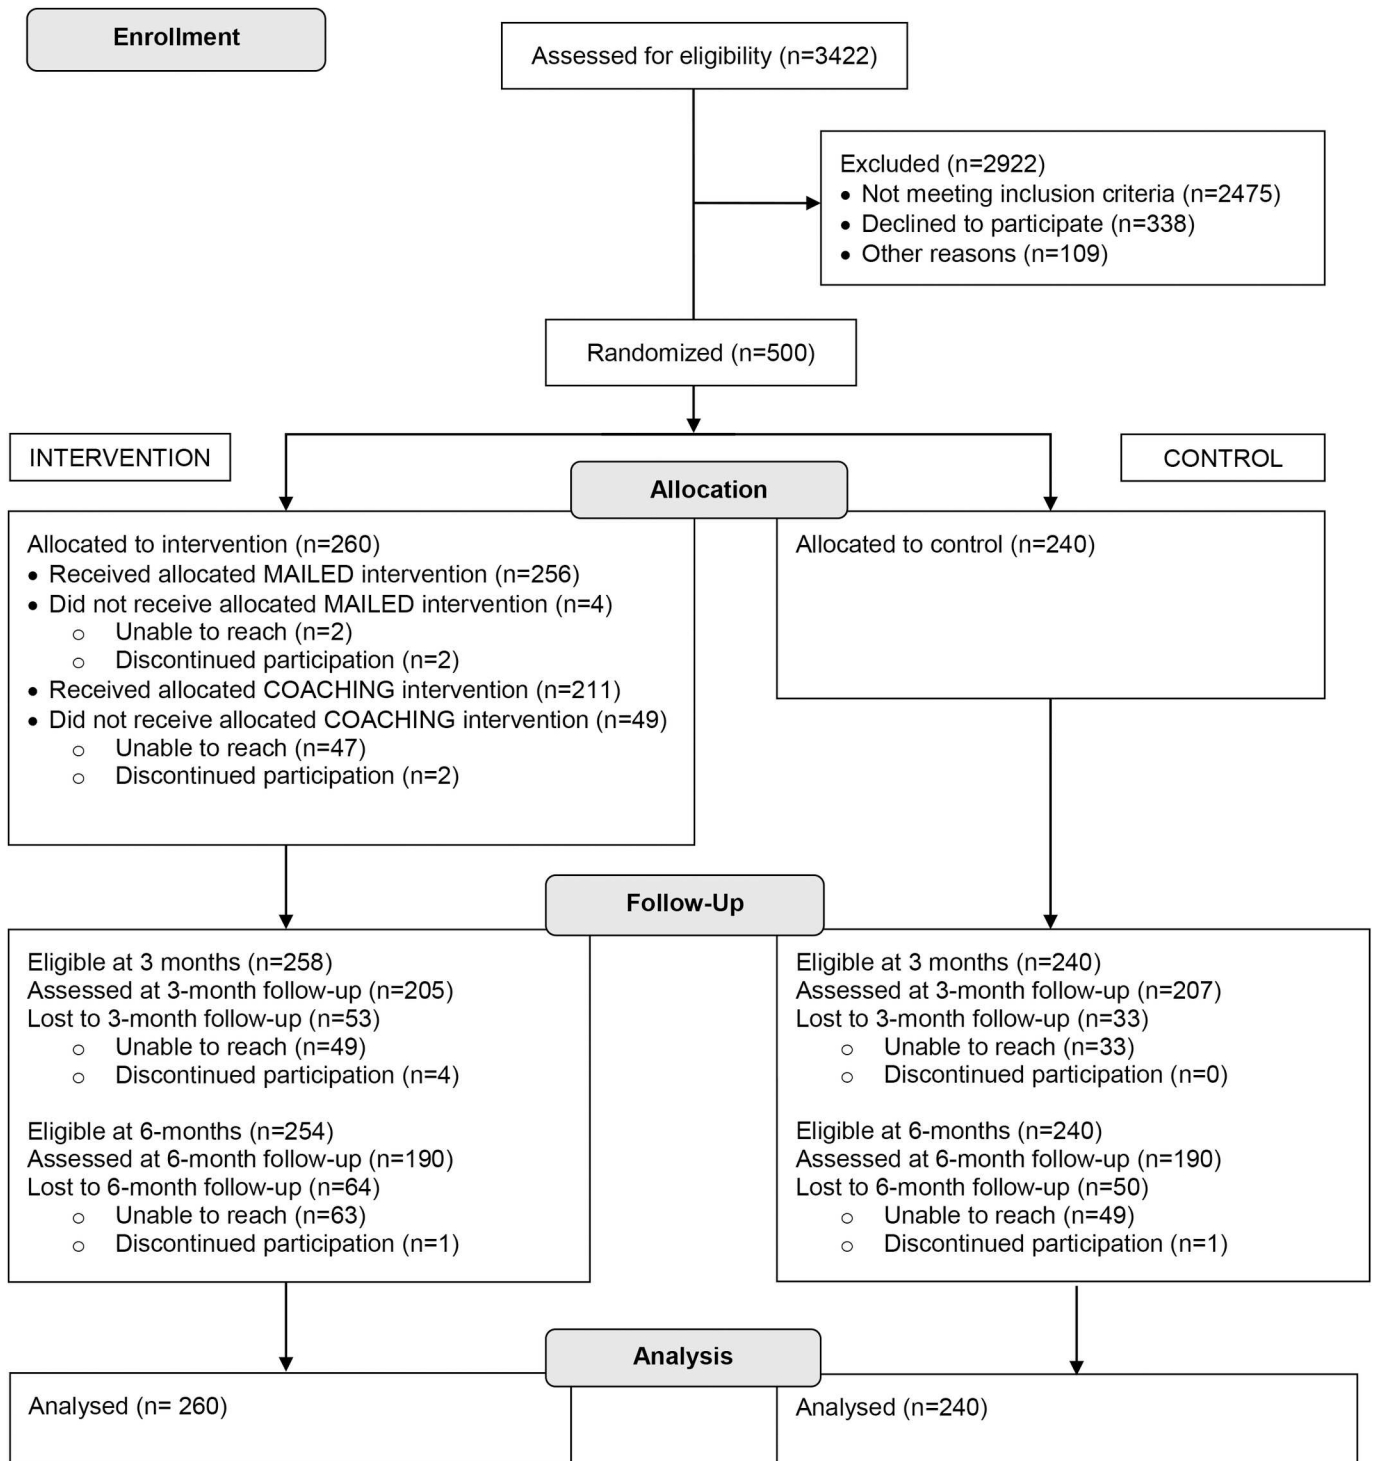 Enrollment
Assessed for eligibility (n=3422)
Excluded (n=2922)
• Not meeting inclusion criteria (n=2475)
• Declined to participate (n=338)
• Other reasons (n=109)
Randomized (n=500)
INTERVENTION
CONTROL
Allocation
Allocated to intervention (n=260)
• Received allocated MAILED intervention (n=256)
• Did not receive allocated MAILED intervention (n=4)
o Unable to reach (n=2)
o Discontinued participation (n=2)
• Received allocated COACHING intervention (n=211)
• Did not receive allocated COACHING intervention (n=49)
o Unable to reach (n=47)
o Discontinued participation (n=2)
Allocated to control (n=240)
Follow-Up
Eligible at 3 months (n=258)
Assessed at 3-month follow-up (n=205)
Lost to 3-month follow-up (n=53)
o Unable to reach (n=49)
o Discontinued participation (n=4)
Eligible at 6-months (n=254)
Assessed at 6-month follow-up (n=190)
Lost to 6-month follow-up (n=64)
o Unable to reach (n=63)
o Discontinued participation (n=1)
Eligible at 3 months (n=240)
Assessed at 3-month follow-up (n=207)
Lost to 3-month follow-up (n=33)
o Unable to reach (n=33)
o Discontinued participation (n=0)
Eligible at 6-months (n=240)
Assessed at 6-month follow-up (n=190)
Lost to 6-month follow-up (n=50)
o Unable to reach (n=49)
o Discontinued participation (n=1)
Analysis
Analysed (n= 260)
Analysed (n=240)